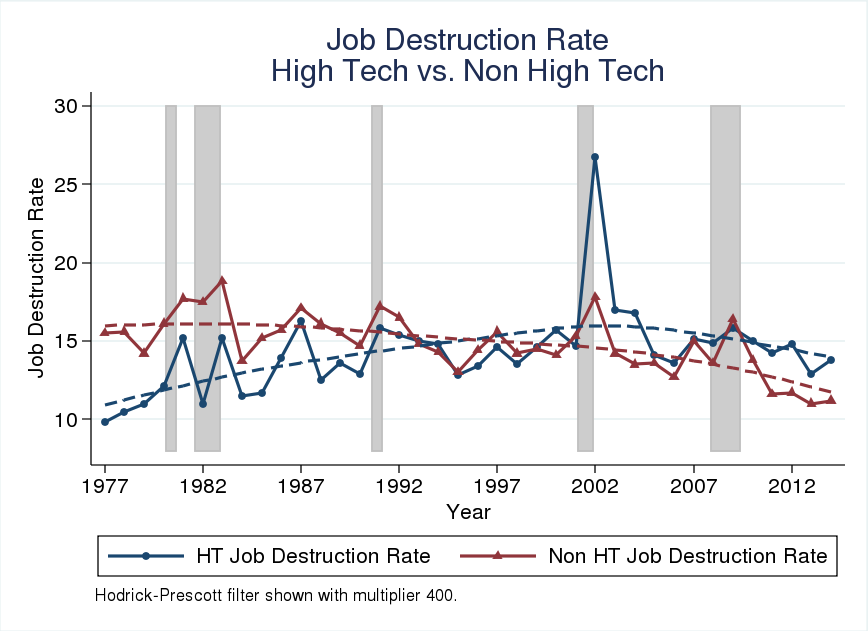 Job Destruction Rate
High Tech vs. Non High Tech
Job Destruction Rate
30
25
20
15
10
1977 1982 1987 1992 1997 2002 2007 2012
Year
HT Job Destruction Rate Non HT Job Destruction Rate
Hodrick-Prescott filter shown with multiplier 400.